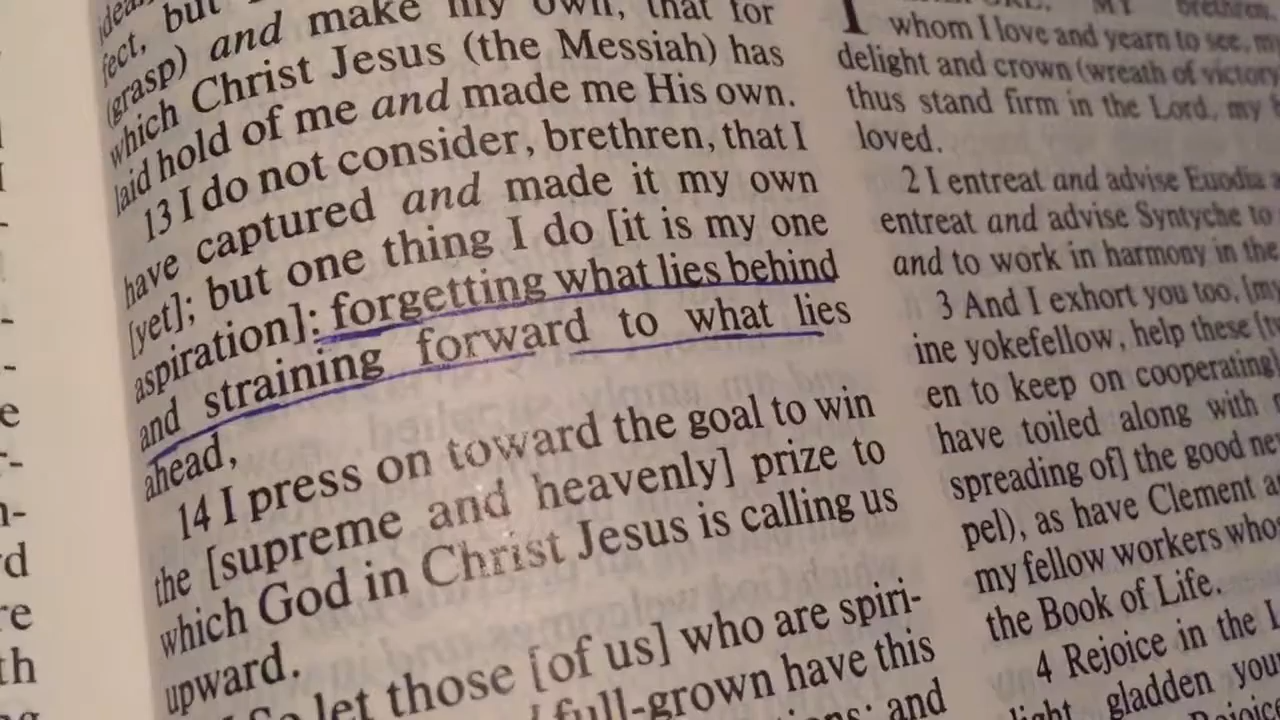 fect, but
(grasp) and make my own, that for
which Christ Jesus (the Messiah) has
laid hold of me and made me His own.
13 I do not consider, brethren, that I
have captured and made it my own
[yet]; but one thing I do [it is my one
aspiration]: forgetting what lies behind
and straining forward to what lies
ahead,
14 I press on toward the goal to win
the [supreme and heavenly] prize to
which God in Christ Jesus is calling us
upward.
let those [of us] who are spiri-
full-grown have this
and
brethren,
whom I love and yearn to see, my
delight and crown (wreath of victory
thus stand firm in the Lord, my
loved.
2 I entreat and advise Euodia
entreat and advise Syntyche to
and to work in harmony in the
3 And I exhort you too, [my
ine yokefellow, help these [
en to keep on cooperating]
have toiled along with
spreading of] the good ne
pel), as have Clement a
my fellow workers who
the Book of Life.
4 Rejoice in the L
light, gladden your
Rejoice